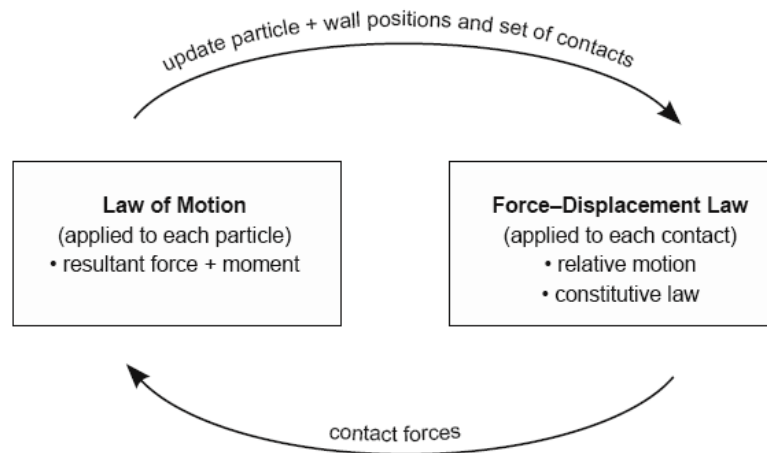 update particle + wall positions and set of contacts
Law of Motion
(applied to each particle)
• resultant force + moment
Force–Displacement Law
(applied to each contact)
• relative motion
• constitutive law
contact forces